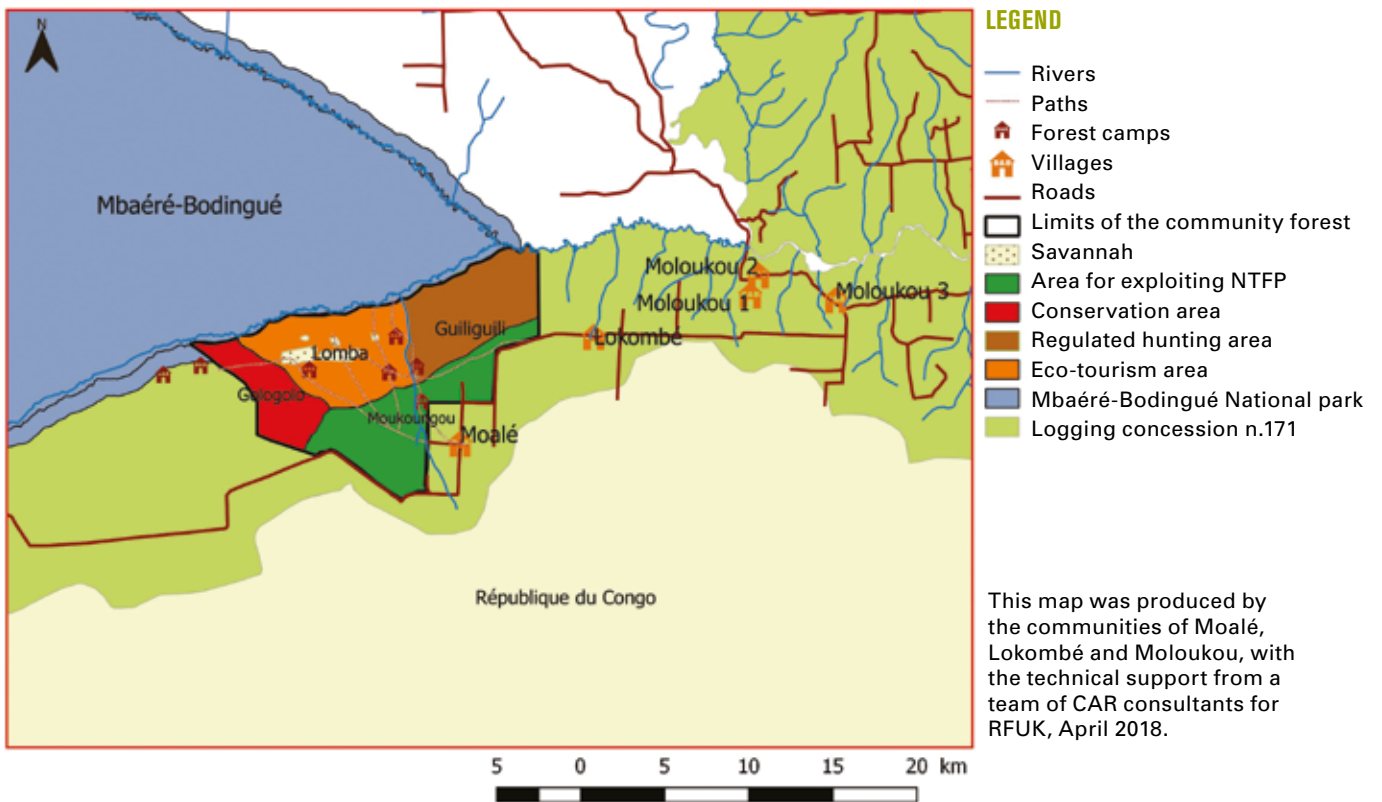 N
Mbaéré-Bodingué
Moloukou 2
Moloukou 1
Moloukou 3
Guiliguili
Lokombé
Lomba
Gologolo
Moukoungou
Moalé
République du Congo
5 0 5 10 15 20 km
LEGEND
Rivers
Paths
Forest camps
Villages
Roads
Limits of the community forest
Savannah
Area for exploiting NTFP
Conservation area
Regulated hunting area
Eco-tourism area
Mbaéré-Bodingué National park
Logging concession n.171
This map was produced by
the communities of Moalé,
Lokombé and Moloukou, with
the technical support from a
team of CAR consultants for
RFUK, April 2018.